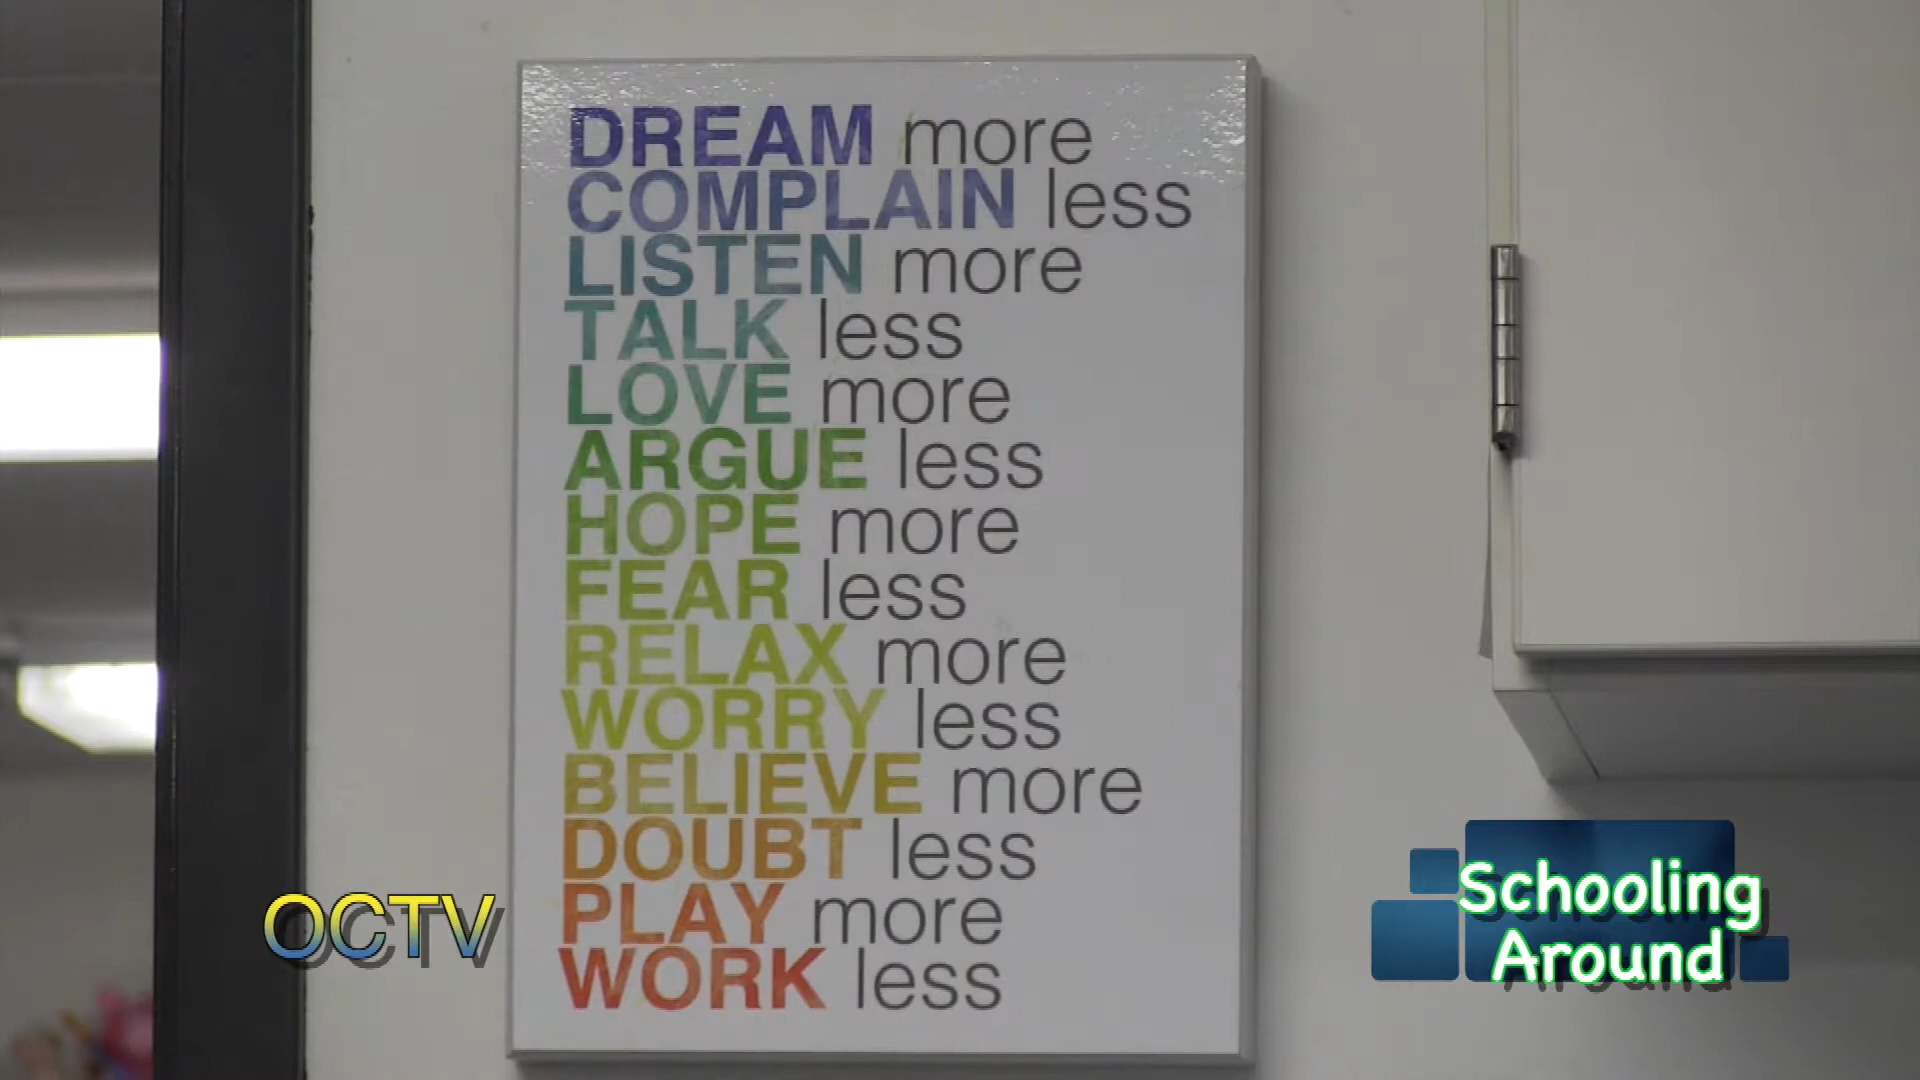 DREAM more
COMPLAIN less
LISTEN more
TALK less
LOVE more
ARGUE less
HOPE more
FEAR less
RELAX more
WORRY less
BELIEVE more
DOUBT less
PLAY more
WORK less
OCTV
Schooling
Around